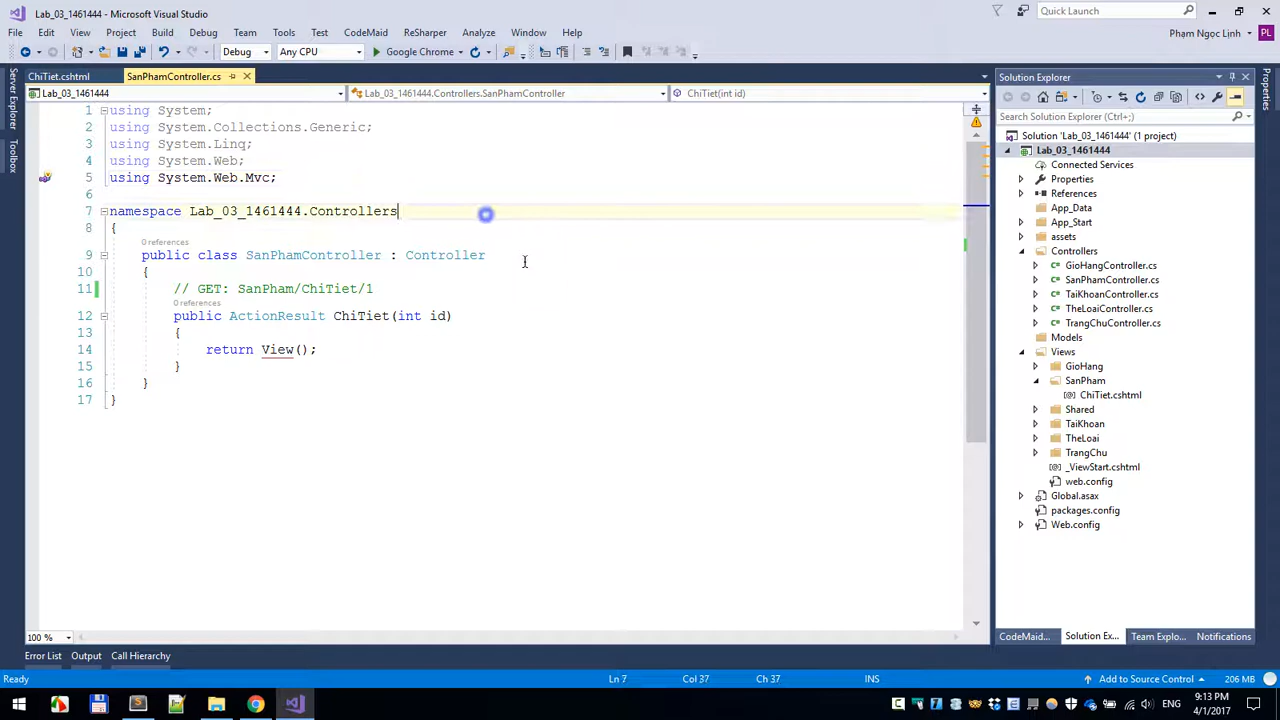 Lab_03_1461444 - Microsoft Visual Studio
Quick Launch
File Edit View Project Build Debug Team Tools Test CodeMaid ReSharper Analyze Window Help
Pham Ngoc Linh PL
Debug Any CPU Google Chrome
Server Explorer
Toolbox
ChiTiet.cshtml SanPhamController.cs
Lab_03_1461444 Lab_03_1461444.Controllers.SanPhamController ChiTiet(int id)
1 using System;
2 using System.Collections.Generic;
3 using System.Linq;
4 using System.Web;
5 using System.Web.Mvc;
6
7 namespace Lab_03_1461444.Controllers
8 {
0 references
9 public class SanPhamController : Controller
10 {
11 // GET: SanPham/ChiTiet/1
0 references
12 public ActionResult ChiTiet(int id)
13 {
14 return View();
15 }
16 }
17 }
100 %
Solution Explorer
Search Solution Explorer (Ctrl+;)
Solution 'Lab_03_1461444' (1 project)
Lab_03_1461444
Connected Services
Properties
References
App_Data
App_Start
assets
Controllers
GioHangController.cs
SanPhamController.cs
TaiKhoanController.cs
TheLoaiController.cs
TrangChuController.cs
Models
Views
GioHang
SanPham
ChiTiet.cshtml
Shared
TaiKhoan
TheLoai
TrangChu
_ViewStart.cshtml
web.config
Global.asax
packages.config
Web.config
CodeMaid... Solution Ex... Team Explo... Notifications
Properties
Error List Output Call Hierarchy
Ready Ln 7 Col 37 Ch 37 INS Add to Source Control 206 MB
9:13 PM
4/1/2017